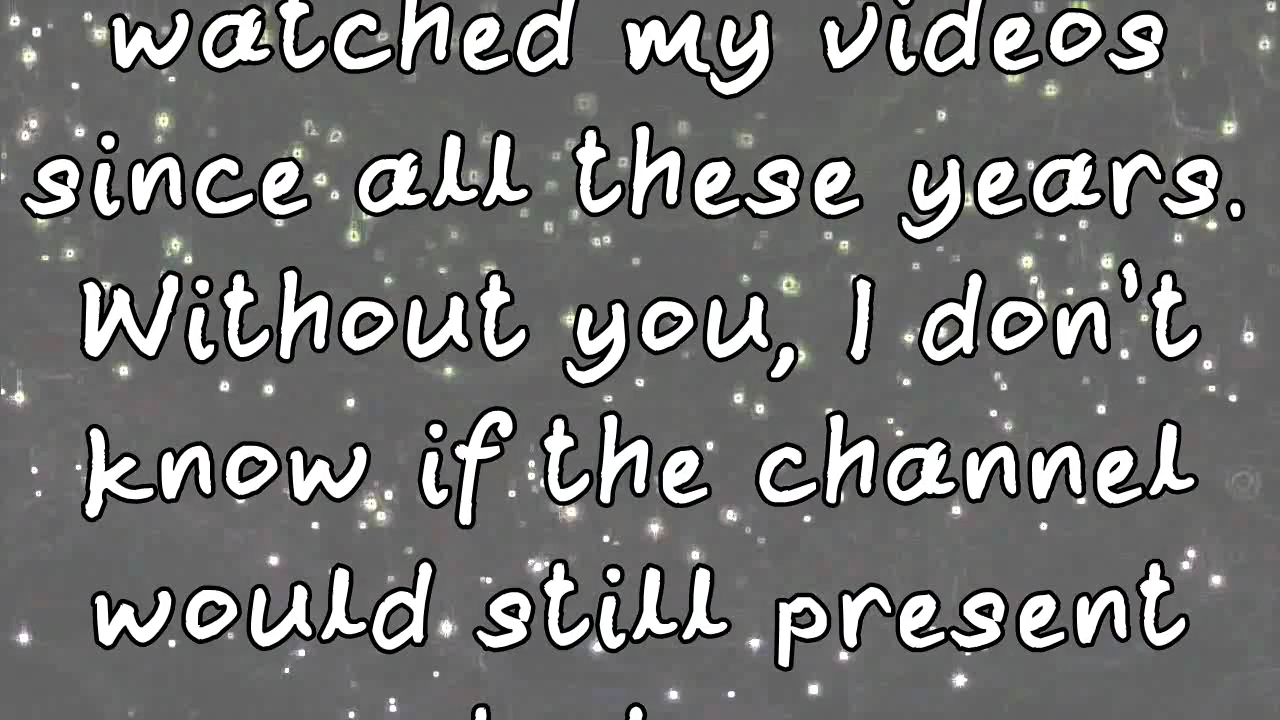 watched my videos
since all these years.
Without you, I don't
know if the channel
would still present